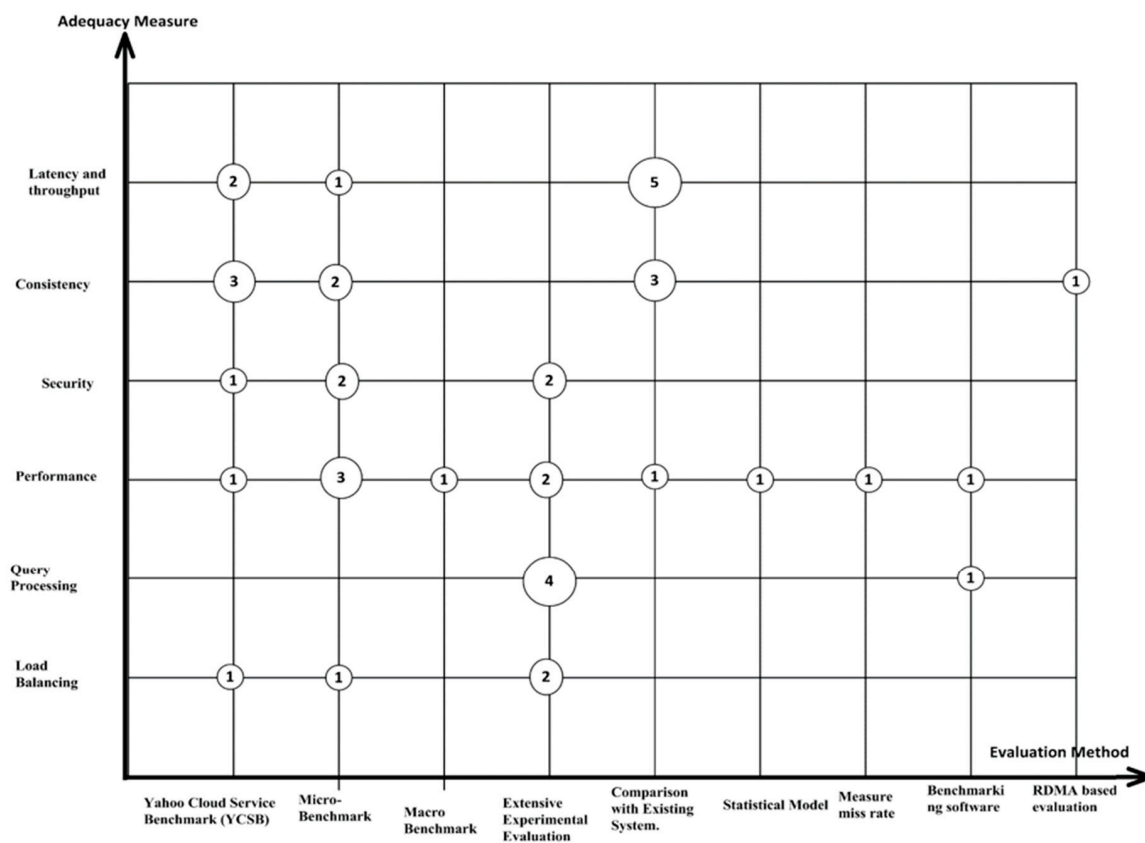 Adequacy Measure
Latency and
throughput
2
1
5
Consistency
3
2
3
1
Security
1
2
2
Performance
1
3
1
2
1
1
1
1
Query
Processing
4
1
Load
Balancing
1
1
2
Evaluation Method
Yahoo Cloud Service
Benchmark (YCSB)
Micro-
Benchmark
Macro
Benchmark
Extensive
Experimental
Evaluation
Comparison
with Existing
System.
Statistical Model
Measure
miss rate
Benchmarki
ng software
RDMA based
evaluation